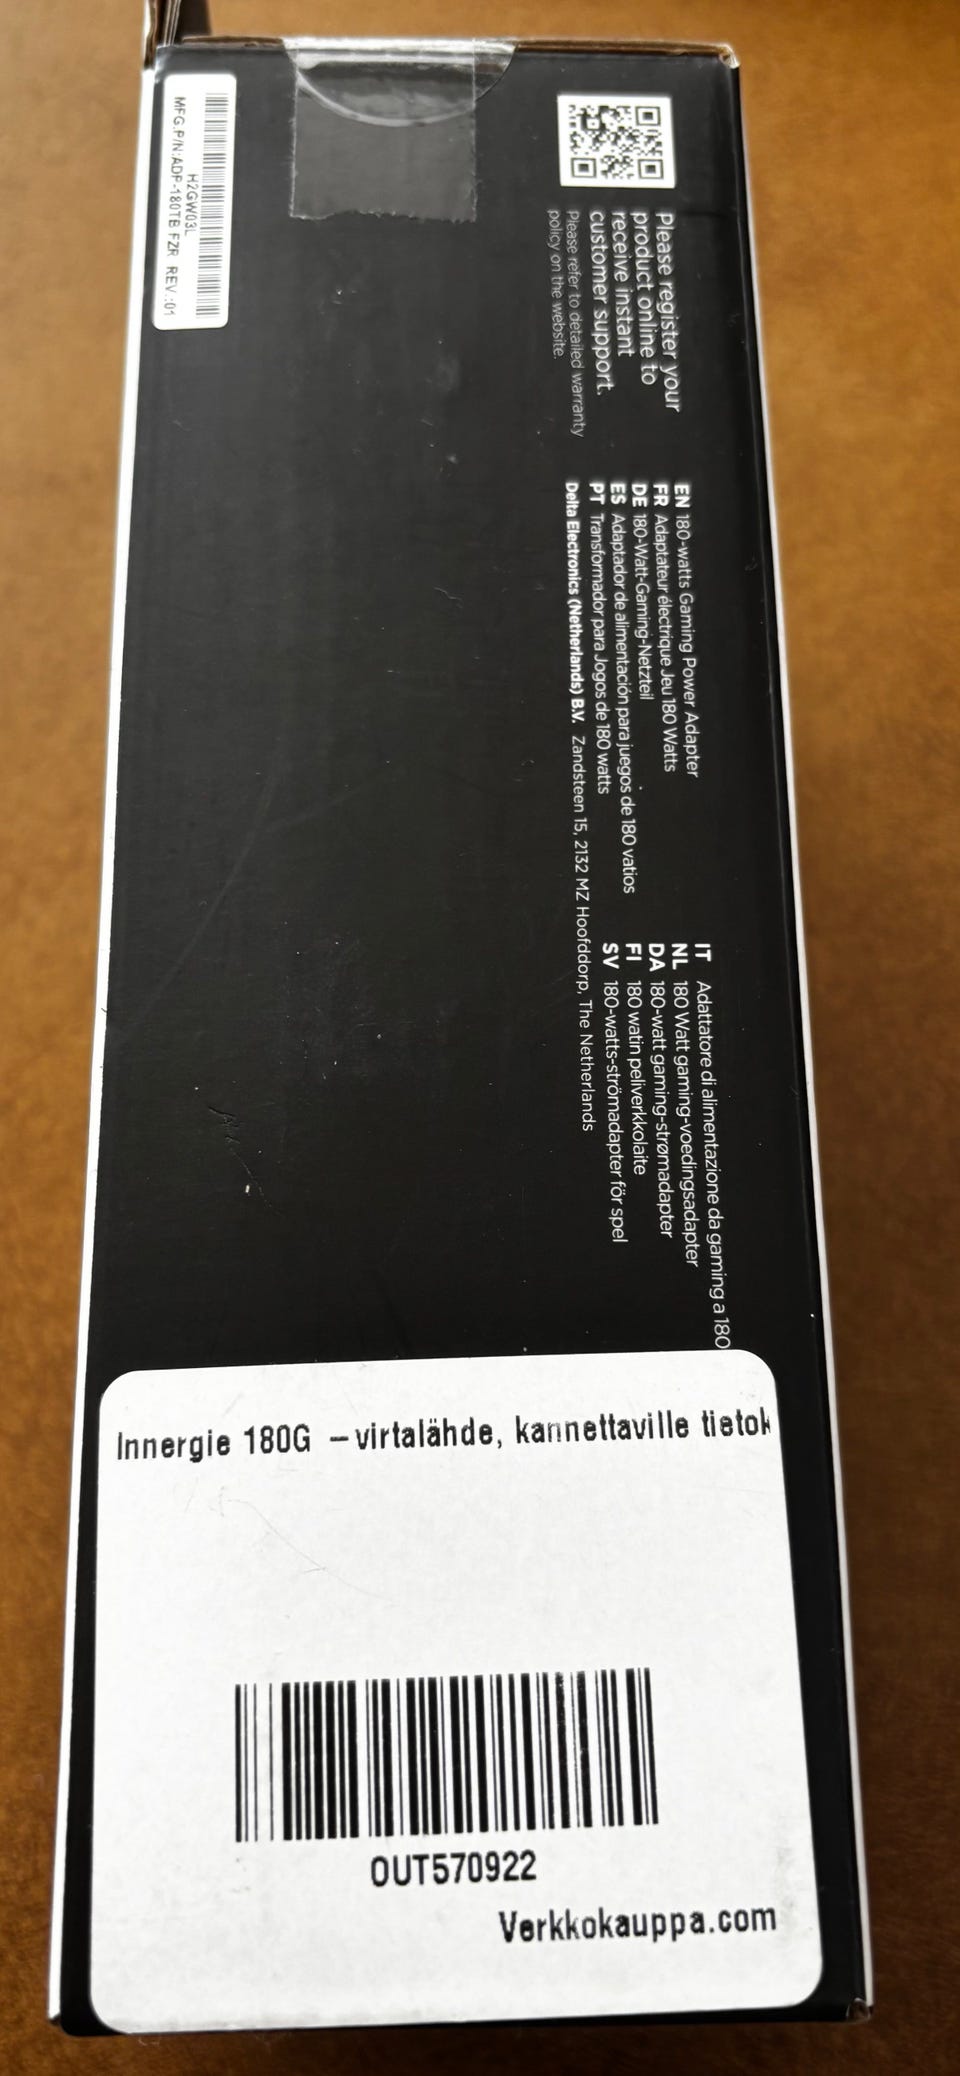 H2GW03L
MFG.P/N:ADP-180TB FZR REV.:01
Please register your
product online to
receive instant
customer support.
Please refer to detailed warranty
policy on the website.
EN 180-watts Gaming Power Adapter
FR Adaptateur électrique Jeu 180 Watts
DE 180-Watt-Gaming-Netzteil
ES Adaptador de alimentación para juegos de 180 vatios
PT Transformador para Jogos de 180 watts
IT Adattatore di alimentazione da gaming a 180
NL 180 Watt gaming-voedingsadapter
DA 180-watt gaming-strømadapter
FI 180 watin peliverkkolaite
SV 180-watts-strömadapter för spel
Delta Electronics (Netherlands) B.V. Zandsteen 15, 2132 MZ Hoofddorp, The Netherlands
Innergie 180G –virtalähde, kannettaville tietok
OUT570922
Verkkokauppa.com